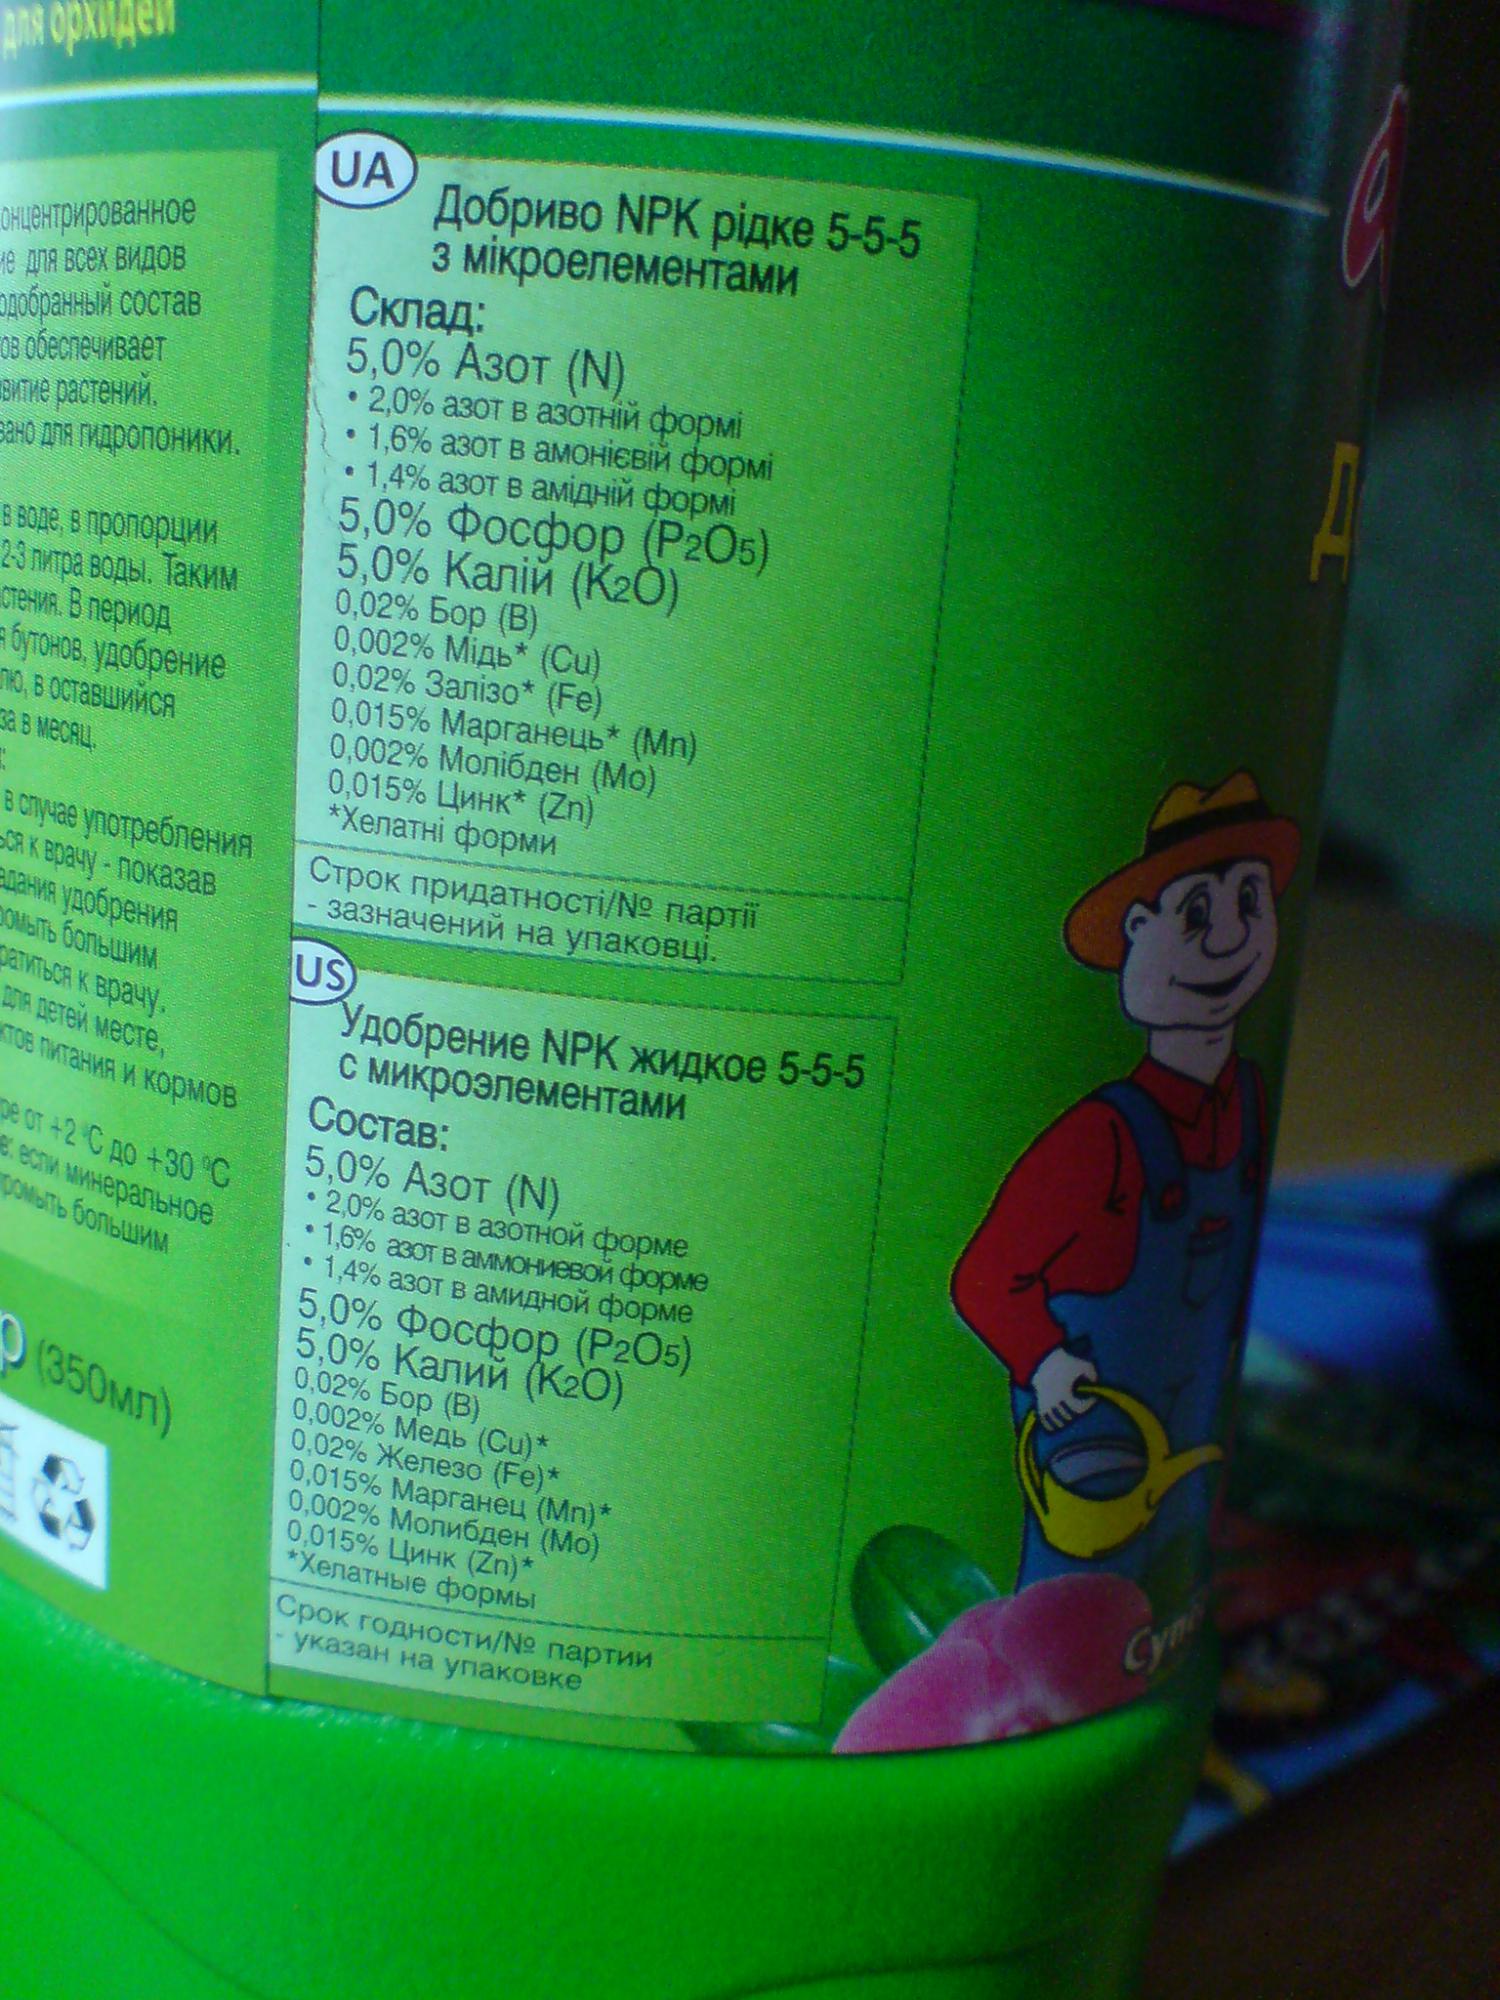 для орхидей
онцентрированное
для всех видов
одобранный состав
ов обеспечивает
витие растений.
для гидропоники.
в воде, в пропорции
2-3 литра воды. Таким
В период
бутонов, удобрение
в оставшийся
за в месяц.
в случае употребления
ся к врачу - показав
удобрения
большим
к врачу.
для детей месте,
питания и кормов
от +2 °C до +30 °C
если минеральное
большим
р (350мл)
UA
Добриво NPK рідке 5-5-5
з мікроелементами
Склад:
5,0% Азот (N)
• 2,0% азот в азотній формі
• 1,6% азот в амонієвій формі
• 1,4% азот в амідній формі
5,0% Фосфор (P2O5)
5,0% Калій (K2O)
0,02% Бор (B)
0,002% Мідь* (Cu)
0,02% Залізо* (Fe)
0,015% Марганець* (Mn)
0,002% Молібден (Mo)
0,015% Цинк* (Zn)
*Хелатні форми
Строк придатності/№ партії
- зазначений на упаковці.
US
Удобрение NPK жидкое 5-5-5
с микроэлементами
Состав:
5,0% Азот (N)
• 2,0% азот в азотной форме
• 1,6% азот в аммониевой форме
• 1,4% азот в амидной форме
5,0% Фосфор (P2O5)
5,0% Калий (K2O)
0,02% Бор (B)
0,002% Медь (Cu)*
0,02% Железо (Fe)*
0,015% Марганец (Mn)*
0,002% Молибден (Mo)
0,015% Цинк (Zn)*
*Хелатные формы
Срок годности/№ партии
- указан на упаковке
Д